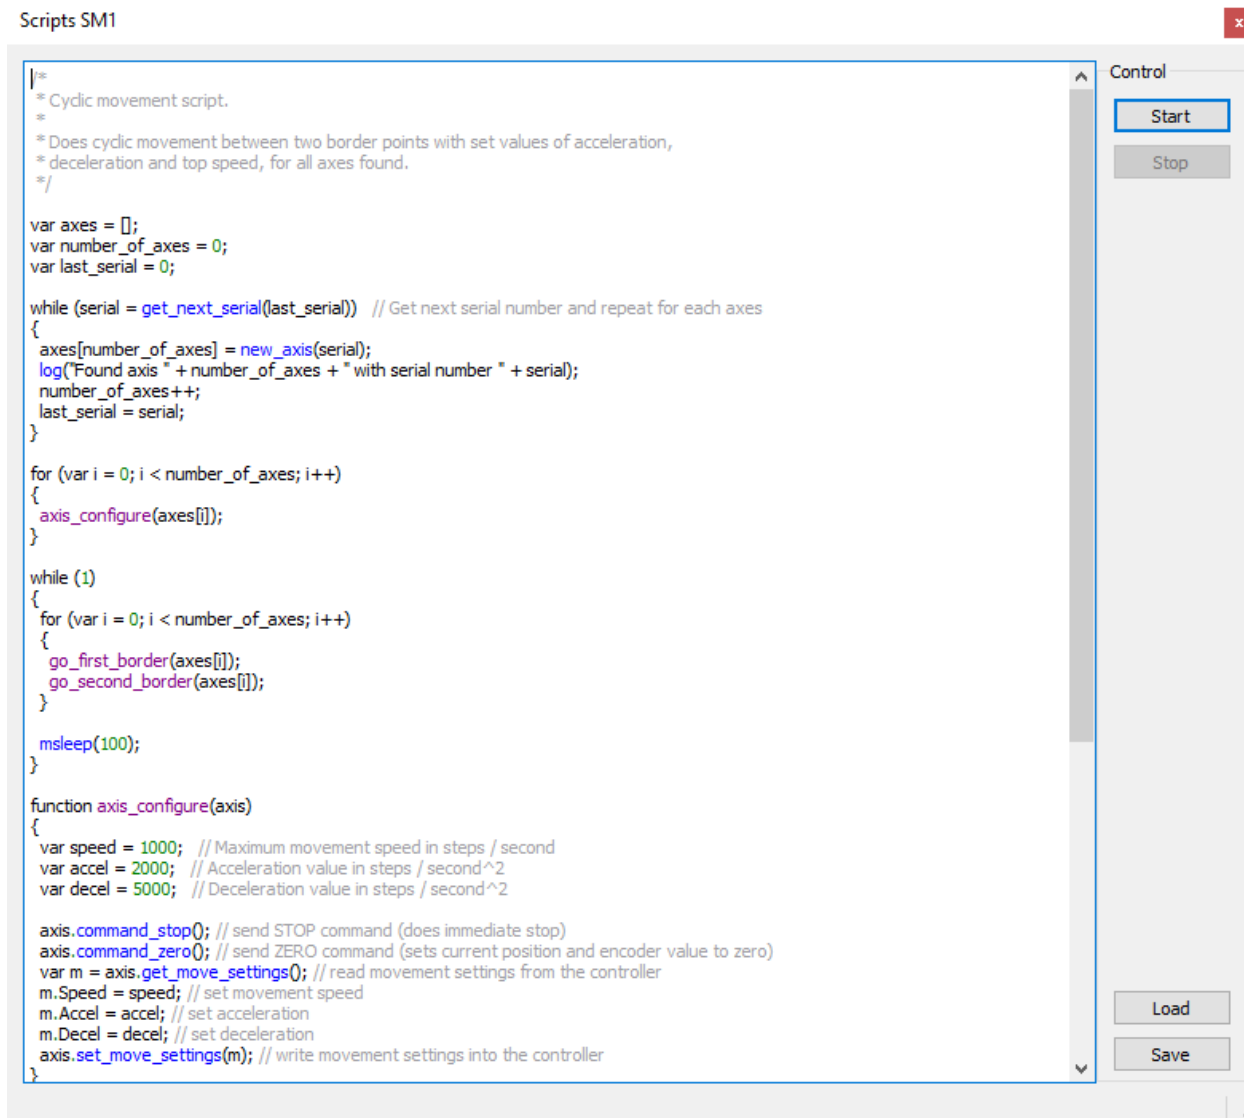 Scripts SM1
x
/*
* Cyclic movement script.
*
* Does cyclic movement between two border points with set values of acceleration,
* deceleration and top speed, for all axes found.
*/
var axes = [];
var number_of_axes = 0;
var last_serial = 0;
while (serial = get_next_serial(last_serial))   // Get next serial number and repeat for each axes
{
axes[number_of_axes] = new_axis(serial);
log("Found axis " + number_of_axes + " with serial number " + serial);
number_of_axes++;
last_serial = serial;
}
for (var i = 0; i < number_of_axes; i++)
{
axis_configure(axes[i]);
}
while (1)
{
for (var i = 0; i < number_of_axes; i++)
{
go_first_border(axes[i]);
go_second_border(axes[i]);
}
msleep(100);
}
function axis_configure(axis)
{
var speed = 1000;   // Maximum movement speed in steps / second
var accel = 2000;   // Acceleration value in steps / second^2
var decel = 5000;   // Deceleration value in steps / second^2
axis.command_stop(); // send STOP command (does immediate stop)
axis.command_zero(); // send ZERO command (sets current position and encoder value to zero)
var m = axis.get_move_settings(); // read movement settings from the controller
m.Speed = speed; // set movement speed
m.Accel = accel; // set acceleration
m.Decel = decel; // set deceleration
axis.set_move_settings(m); // write movement settings into the controller
}
Control
Start
Stop
Load
Save